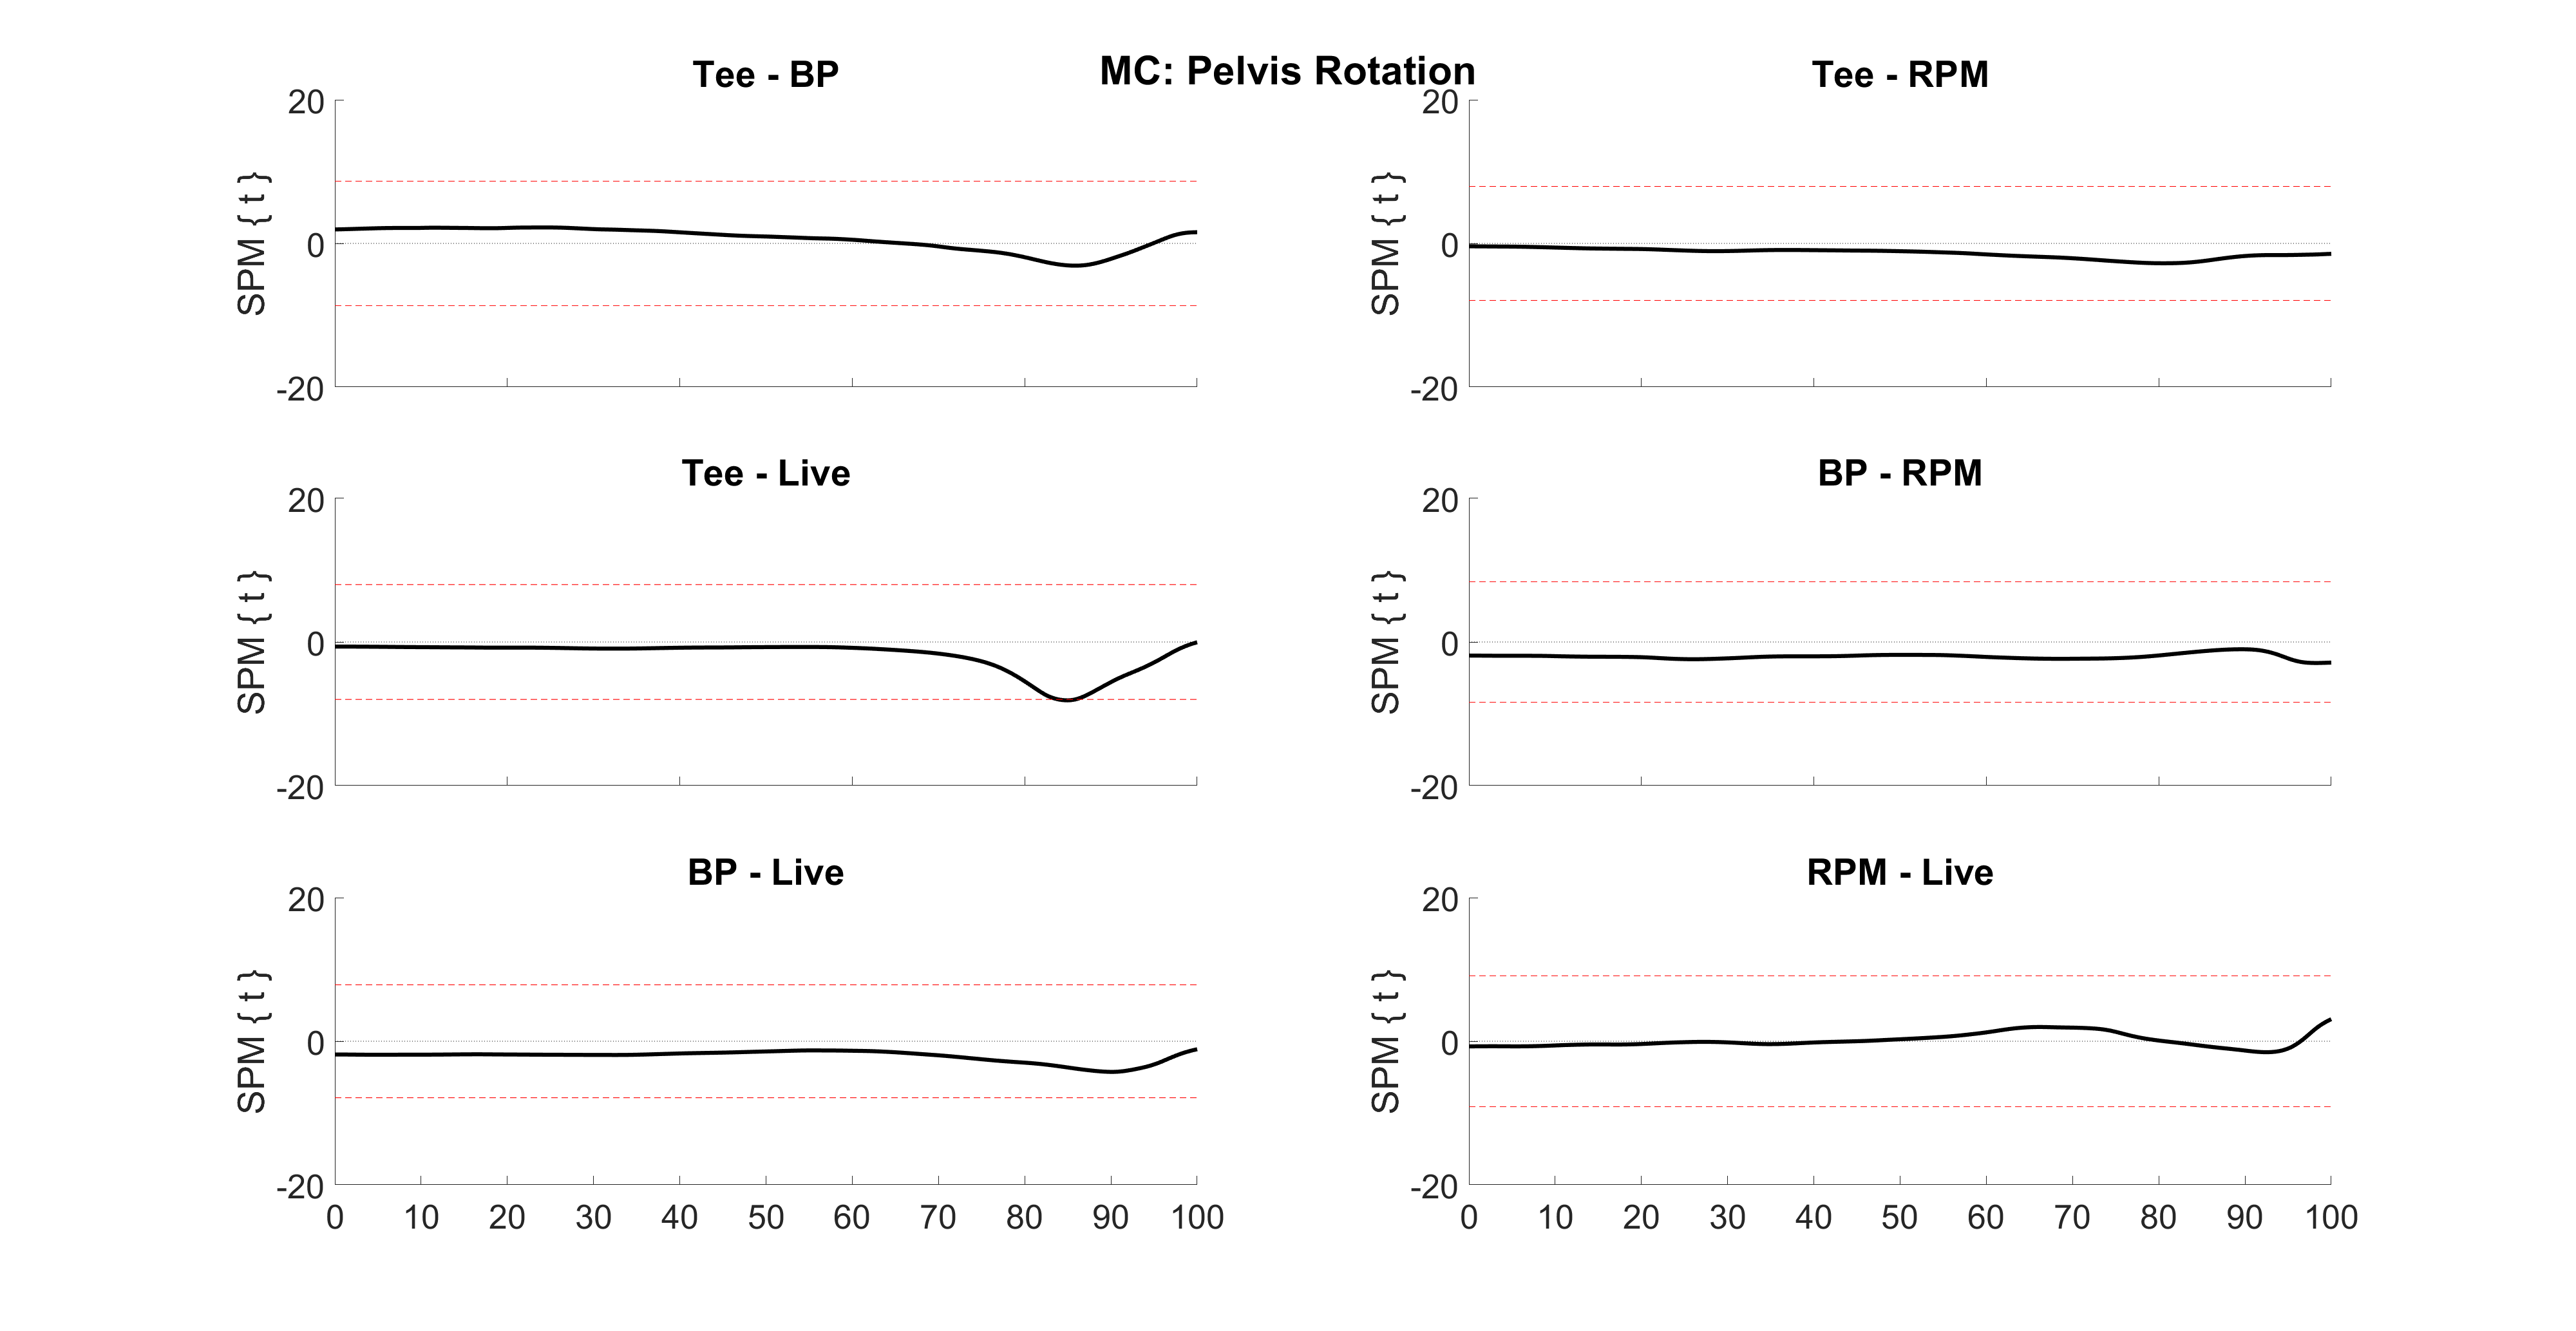 MC: Pelvis Rotation
Tee - BP
20
0
-20
SPM { t }
Tee - RPM
20
0
-20
SPM { t }
Tee - Live
20
0
-20
SPM { t }
BP - RPM
20
0
-20
SPM { t }
BP - Live
20
0
-20
SPM { t }
0 10 20 30 40 50 60 70 80 90 100
RPM - Live
20
0
-20
SPM { t }
0 10 20 30 40 50 60 70 80 90 100